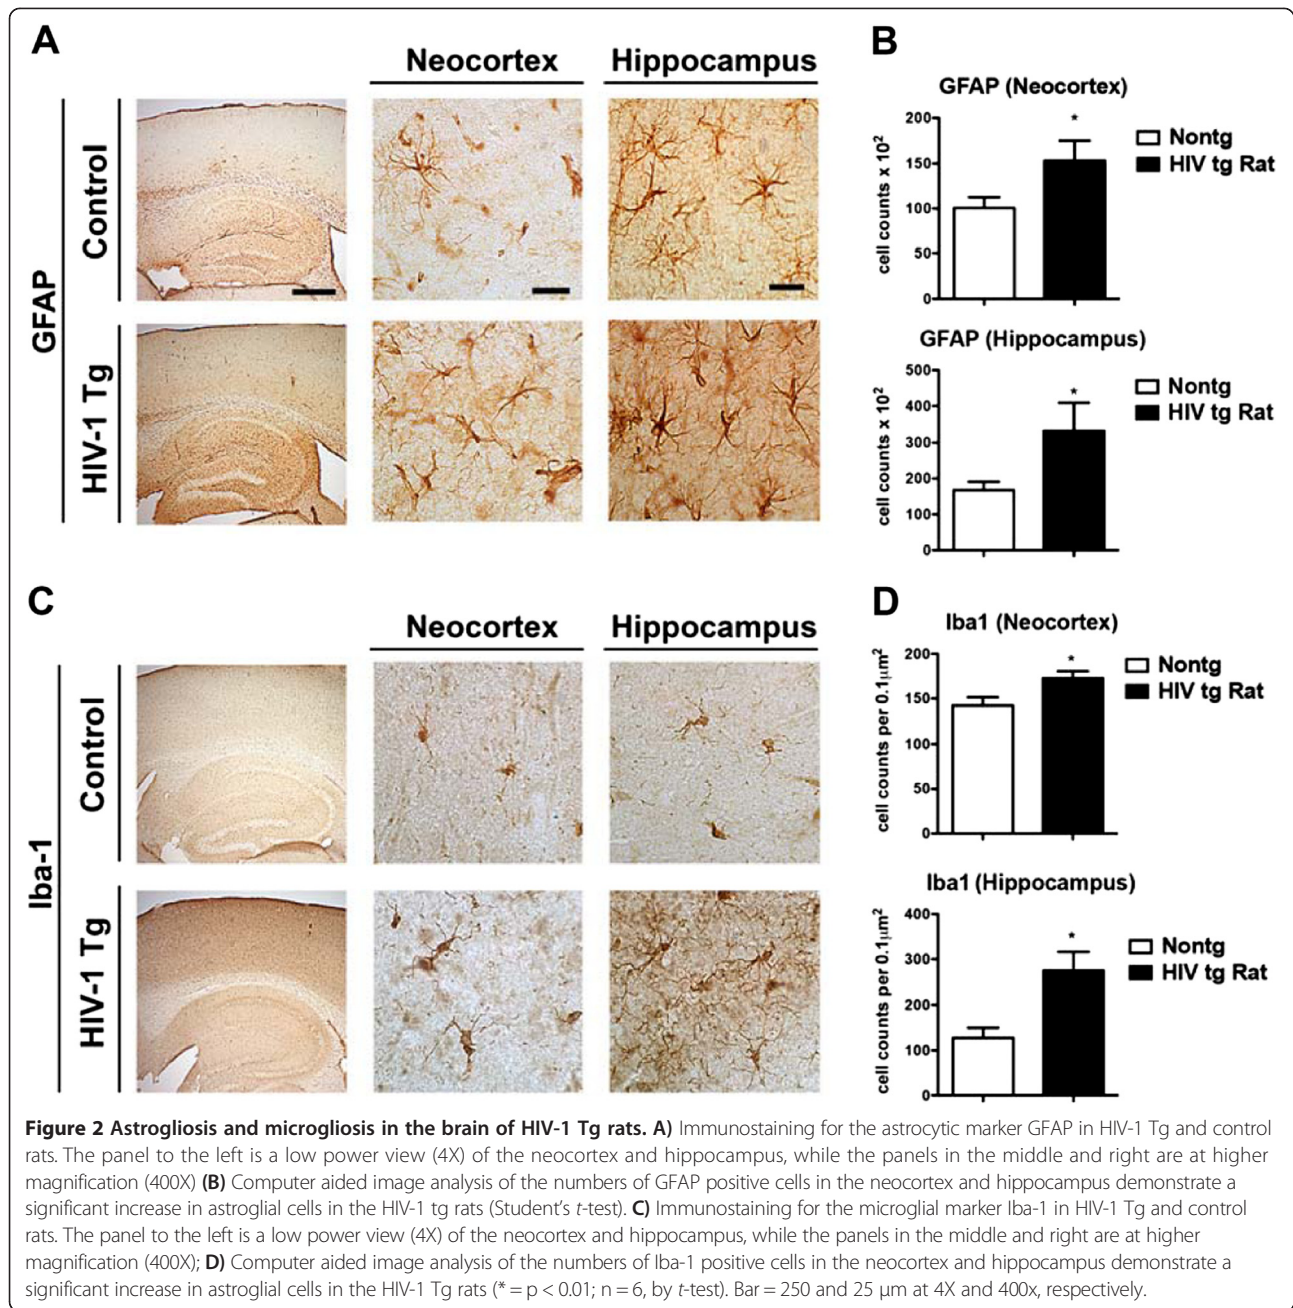 A
Neocortex
Hippocampus
GFAP
Control
HIV-1 Tg
B
GFAP (Neocortex)
cell counts x 10²
200
150
100
50
0
*
Nontg
HIV tg Rat
GFAP (Hippocampus)
cell counts x 10²
500
400
300
200
100
0
*
Nontg
HIV tg Rat
C
Neocortex
Hippocampus
Iba-1
Control
HIV-1 Tg
D
Iba1 (Neocortex)
cell counts per 0.1µm²
200
150
100
50
0
*
Nontg
HIV tg Rat
Iba1 (Hippocampus)
cell counts per 0.1µm²
400
300
200
100
0
*
Nontg
HIV tg Rat
Figure 2 Astrogliosis and microgliosis in the brain of HIV-1 Tg rats. A) Immunostaining for the astrocytic marker GFAP in HIV-1 Tg and control
rats. The panel to the left is a low power view (4X) of the neocortex and hippocampus, while the panels in the middle and right are at higher
magnification (400X) (B) Computer aided image analysis of the numbers of GFAP positive cells in the neocortex and hippocampus demonstrate a
significant increase in astroglial cells in the HIV-1 tg rats (Student's t-test). C) Immunostaining for the microglial marker Iba-1 in HIV-1 Tg and control
rats. The panel to the left is a low power view (4X) of the neocortex and hippocampus, while the panels in the middle and right are at higher
magnification (400X); D) Computer aided image analysis of the numbers of Iba-1 positive cells in the neocortex and hippocampus demonstrate a
significant increase in astroglial cells in the HIV-1 Tg rats (* = p < 0.01; n = 6, by t-test). Bar = 250 and 25 µm at 4X and 400x, respectively.